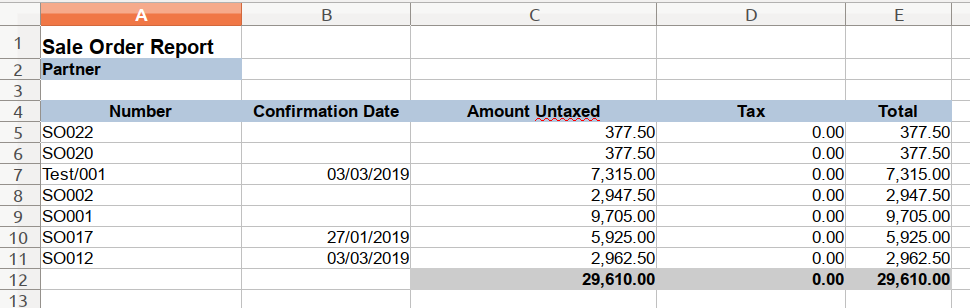 A B C D E
1 Sale Order Report
2 Partner
3
4 Number Confirmation Date Amount Untaxed Tax Total
5 SO022 377.50 0.00 377.50
6 SO020 377.50 0.00 377.50
7 Test/001 03/03/2019 7,315.00 0.00 7,315.00
8 SO002 2,947.50 0.00 2,947.50
9 SO001 9,705.00 0.00 9,705.00
10 SO017 27/01/2019 5,925.00 0.00 5,925.00
11 SO012 03/03/2019 2,962.50 0.00 2,962.50
12 29,610.00 0.00 29,610.00
13